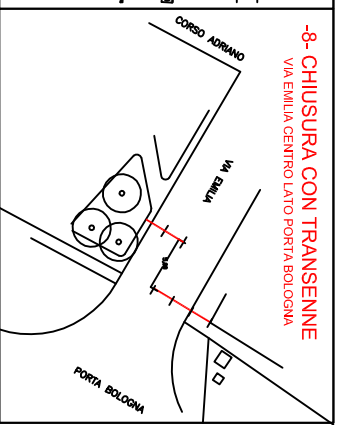 -8- CHIUSURA CON TRANSENNE
VIA EMILIA CENTRO LATO PORTA BOLOGNA
CORSO ADRIANO
VIA EMILIA
PORTA BOLOGNA